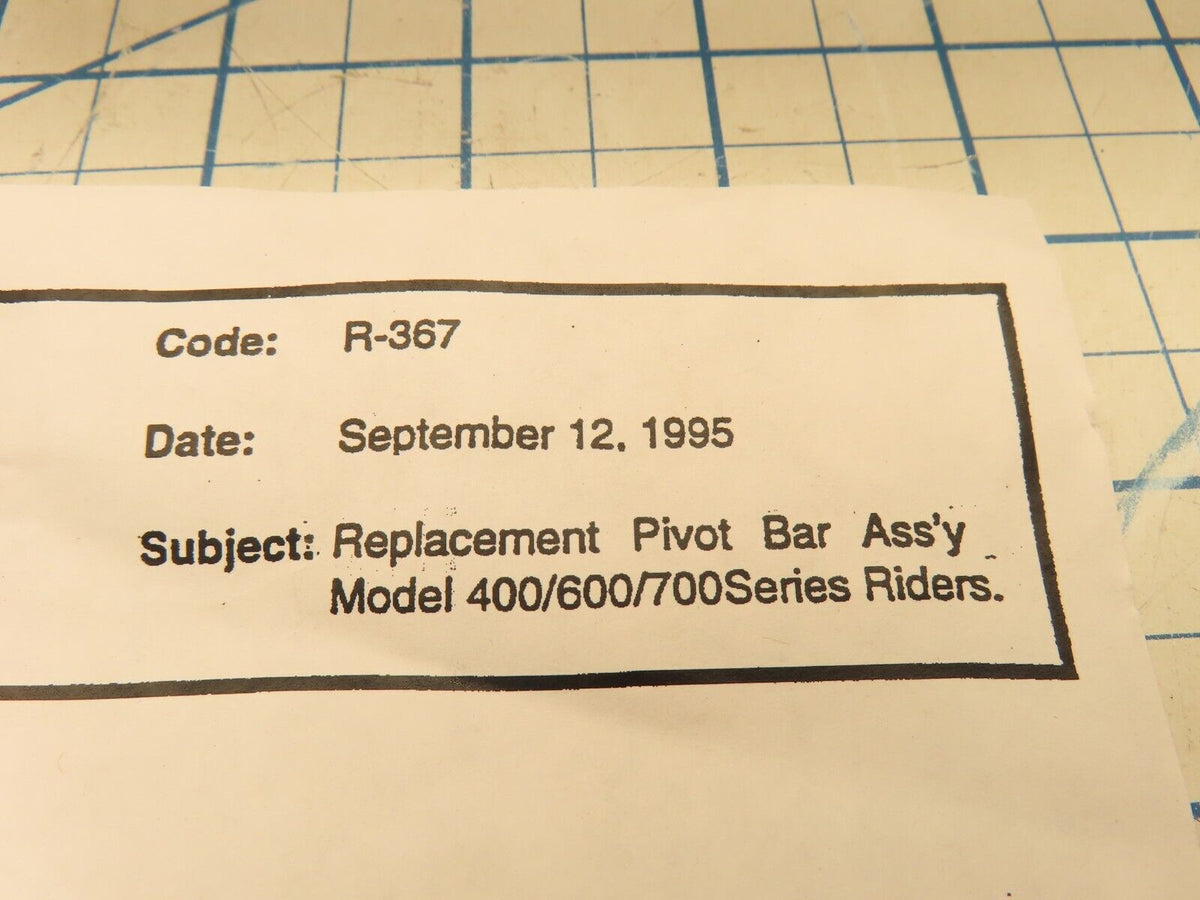 Code: R-367
Date: September 12, 1995
Subject: Replacement Pivot Bar Ass'y
Model 400/600/700Series Riders.